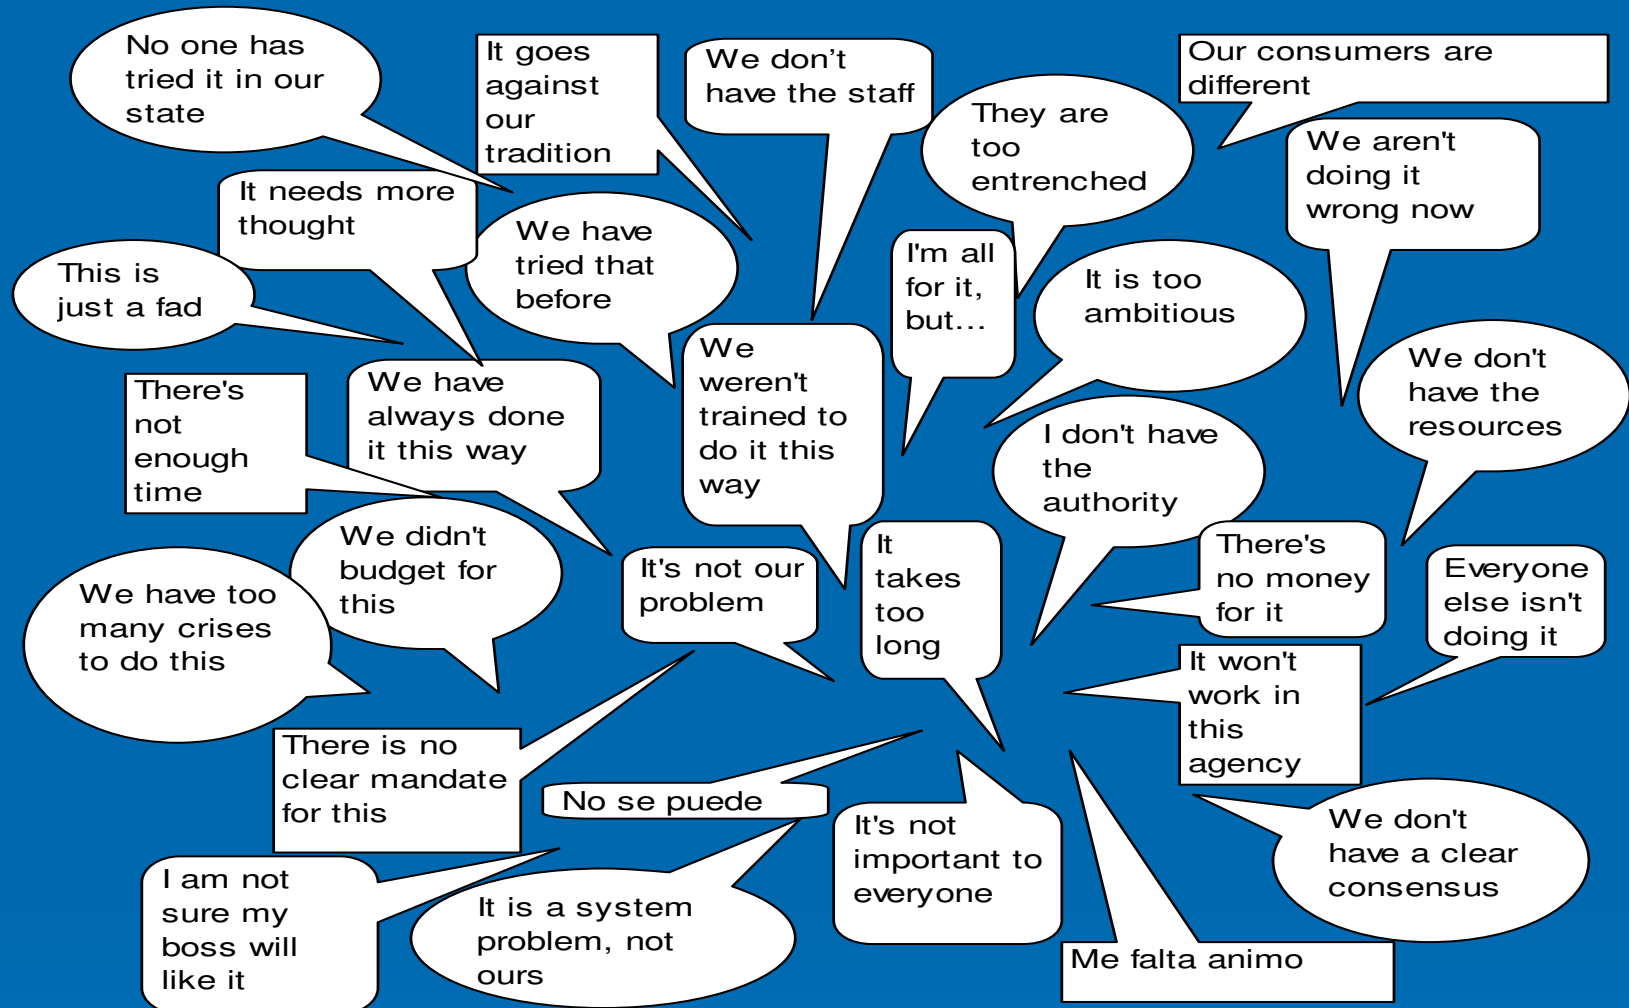 No one has
tried it in our
state
It goes
against
our
tradition
We don’t
have the staff
They are
too
entrenched
Our consumers are
different
We aren't
doing it
wrong now
It needs more
thought
We have
tried that
before
I'm all
for it,
but...
It is too
ambitious
This is
just a fad
There's
not
enough
time
We have
always done
it this way
We
weren't
trained to
do it this
way
I don't have
the
authority
We don't
have the
resources
We didn't
budget for
this
We have too
many crises
to do this
It's not our
problem
It
takes
too
long
There's
no money
for it
Everyone
else isn't
doing it
It won't
work in
this
agency
There is no
clear mandate
for this
No se puede
It's not
important to
everyone
We don't
have a clear
consensus
I am not
sure my
boss will
like it
It is a system
problem, not
ours
Me falta animo